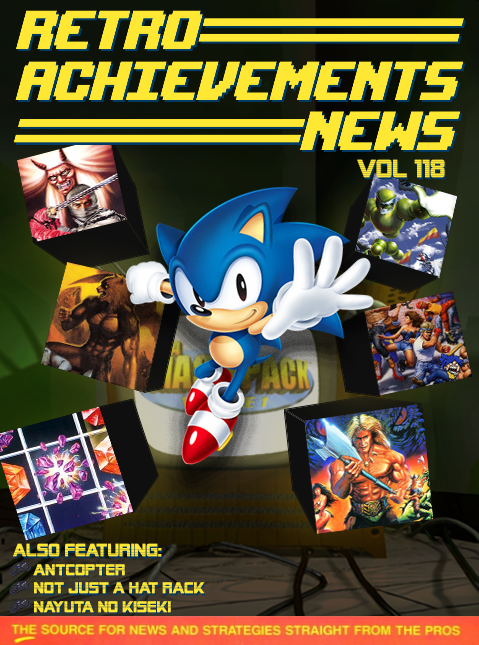 RETRO
ACHIEVEMENTS
NEWS
VOL 118
PACK
ALSO FEATURING:
ANTCOPTER
NOT JUST A HAT RACK
NAYUTA NO KISEKI
THE SOURCE FOR NEWS AND STRATEGIES STRAIGHT FROM THE PROS